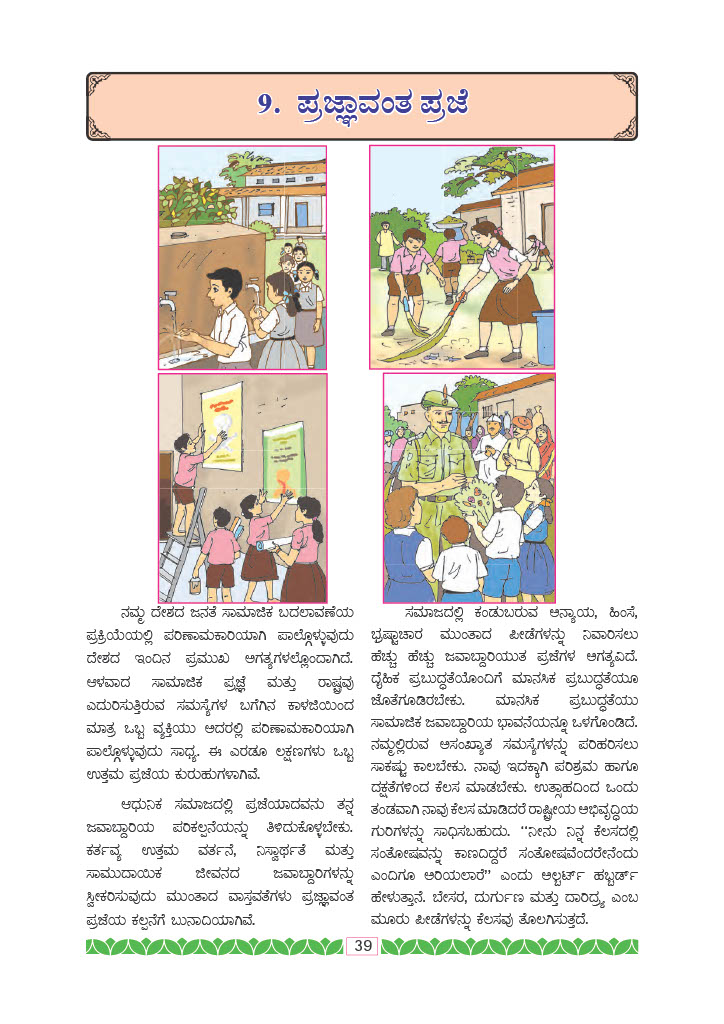 9. ಪ್ರಜ್ಞಾವಂತ ಪ್ರಜೆ
ನಮ್ಮ ದೇಶದ ಜನತೆ ಸಾಮಾಜಿಕ ಬದಲಾವಣೆಯ
ಪ್ರಕ್ರಿಯೆಯಲ್ಲಿ ಪರಿಣಾಮಕಾರಿಯಾಗಿ ಪಾಲ್ಗೊಳ್ಳುವುದು
ದೇಶದ ಇಂದಿನ ಪ್ರಮುಖ ಅಗತ್ಯಗಳಲ್ಲೊಂದಾಗಿದೆ.
ಆಳವಾದ ಸಾಮಾಜಿಕ ಪ್ರಜ್ಞೆ ಮತ್ತು ರಾಷ್ಟ್ರವು
ಎದುರಿಸುತ್ತಿರುವ ಸಮಸ್ಯೆಗಳ ಬಗೆಗಿನ ಕಾಳಜಿಯಿಂದ
ಮಾತ್ರ ಒಬ್ಬ ವ್ಯಕ್ತಿಯು ಅದರಲ್ಲಿ ಪರಿಣಾಮಕಾರಿಯಾಗಿ
ಪಾಲ್ಗೊಳ್ಳುವುದು ಸಾಧ್ಯ. ಈ ಎರಡೂ ಲಕ್ಷಣಗಳು ಒಬ್ಬ
ಉತ್ತಮ ಪ್ರಜೆಯ ಕುರುಹುಗಳಾಗಿವೆ.
ಆಧುನಿಕ ಸಮಾಜದಲ್ಲಿ ಪ್ರಜೆಯಾದವನು ತನ್ನ
ಜವಾಬ್ದಾರಿಯ ಪರಿಕಲ್ಪನೆಯನ್ನು ತಿಳಿದುಕೊಳ್ಳಬೇಕು.
ಕರ್ತವ್ಯ ಉತ್ತಮ ವರ್ತನೆ, ನಿಸ್ವಾರ್ಥತೆ ಮತ್ತು
ಸಾಮುದಾಯಿಕ ಜೀವನದ ಜವಾಬ್ದಾರಿಗಳನ್ನು
ಸ್ವೀಕರಿಸುವುದು ಮುಂತಾದ ವಾಸ್ತವತೆಗಳು ಪ್ರಜ್ಞಾವಂತ
ಪ್ರಜೆಯ ಕಲ್ಪನೆಗೆ ಬುನಾದಿಯಾಗಿವೆ.
ಸಮಾಜದಲ್ಲಿ ಕಂಡುಬರುವ ಅನ್ಯಾಯ, ಹಿಂಸೆ,
ಭ್ರಷ್ಟಾಚಾರ ಮುಂತಾದ ಪೀಡೆಗಳನ್ನು ನಿವಾರಿಸಲು
ಹೆಚ್ಚು ಹೆಚ್ಚು ಜವಾಬ್ದಾರಿಯುತ ಪ್ರಜೆಗಳ ಅಗತ್ಯವಿದೆ.
ದೈಹಿಕ ಪ್ರಬುದ್ಧತೆಯೊಂದಿಗೆ ಮಾನಸಿಕ ಪ್ರಬುದ್ಧತೆಯೂ
ಜೊತೆಗೂಡಿರಬೇಕು. ಮಾನಸಿಕ ಪ್ರಬುದ್ಧತೆಯು
ಸಾಮಾಜಿಕ ಜವಾಬ್ದಾರಿಯ ಭಾವನೆಯನ್ನೂ ಒಳಗೊಂಡಿದೆ.
ನಮ್ಮಲ್ಲಿರುವ ಅಸಂಖ್ಯಾತ ಸಮಸ್ಯೆಗಳನ್ನು ಪರಿಹರಿಸಲು
ಸಾಕಷ್ಟು ಕಾಲಬೇಕು. ನಾವು ಇದಕ್ಕಾಗಿ ಪರಿಶ್ರಮ ಹಾಗೂ
ದಕ್ಷತೆಗಳಿಂದ ಕೆಲಸ ಮಾಡಬೇಕು. ಉತ್ಸಾಹದಿಂದ ಒಂದು
ತಂಡವಾಗಿ ನಾವು ಕೆಲಸ ಮಾಡಿದರೆ ರಾಷ್ಟ್ರೀಯ ಅಭಿವೃದ್ಧಿಯ
ಗುರಿಗಳನ್ನು ಸಾಧಿಸಬಹುದು. “ನೀನು ನಿನ್ನ ಕೆಲಸದಲ್ಲಿ
ಸಂತೋಷವನ್ನು ಕಾಣದಿದ್ದರೆ ಸಂತೋಷವೆಂದರೇನೆಂದು
ಎಂದಿಗೂ ಅರಿಯಲಾರೆ” ಎಂದು ಆಲ್ಬರ್ಟ್ ಹಬ್ಬರ್ಡ್
ಹೇಳುತ್ತಾನೆ. ಬೇಸರ, ದುರ್ಗುಣ ಮತ್ತು ದಾರಿದ್ರ್ಯ ಎಂಬ
ಮೂರು ಪೀಡೆಗಳನ್ನು ಕೆಲಸವು ತೊಲಗಿಸುತ್ತದೆ.
39